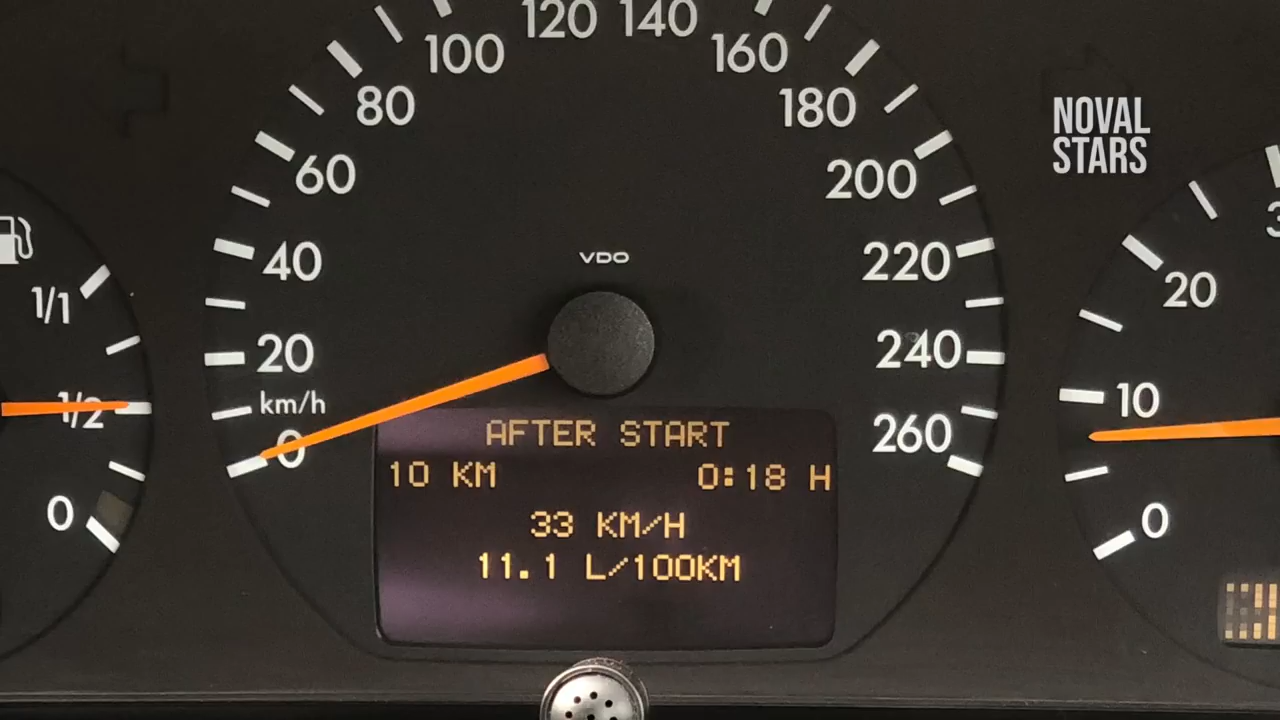 120 140
100 160
80 180
60 200
40 220
20 240
km/h
0 260
VDO
NOVAL
STARS
1/1
1/2
0
AFTER START
10 KM 0:18 H
33 KM/H
11.1 L/100KM
20
10
0